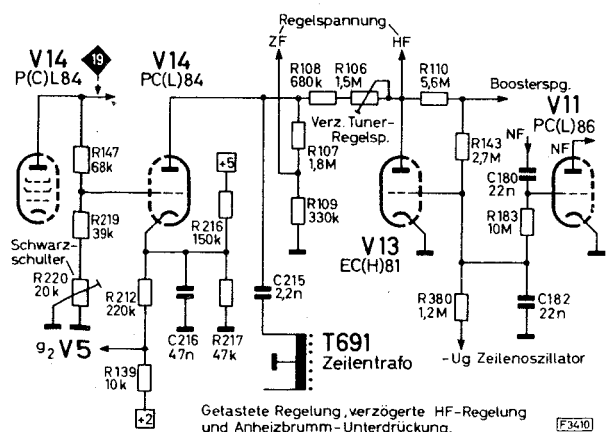 Regelspannung
ZF
HF
V14
P(C)L84
19
V14
PC(L)84
R108
680k
R106
1,5M
R110
5,6M
Boosterspg.
V11
PC(L)86
Verz. Tuner-
Regelsp.
R147
68k
R107
1,8M
R143
2,7M
NF
NF
C180
22n
+5
R219
39k
R216
150k
R109
330k
R183
10M
V13
EC(H)81
Schwarz-
schulter
R220
20k
R212
220k
C215
2,2n
R380
1,2M
C182
22n
C216
47n
R217
47k
T691
Zeilentrafo
g2 V5
-Ug Zeilenoszillator
R139
10k
+2
Getastete Regelung, verzögerte HF-Regelung
und Anheizbrumm-Unterdrückung.
F3410